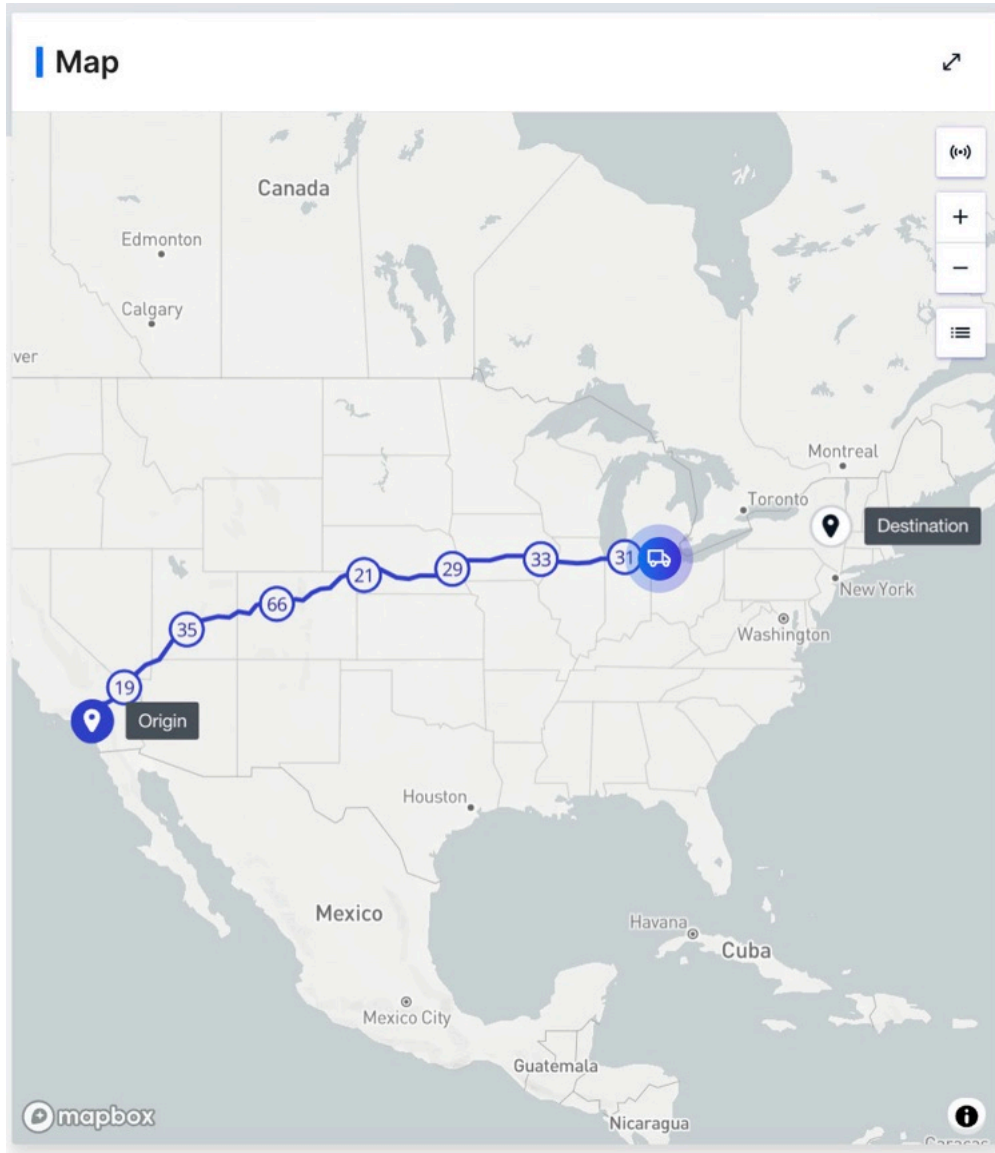 Map
Canada
Edmonton
Calgary
ver
Montreal
Toronto
Destination
New York
Washington
31
33
29
21
66
35
19
Origin
Houston
Mexico
Havana
Cuba
Mexico City
Guatemala
mapbox
Nicaragua
Caracas